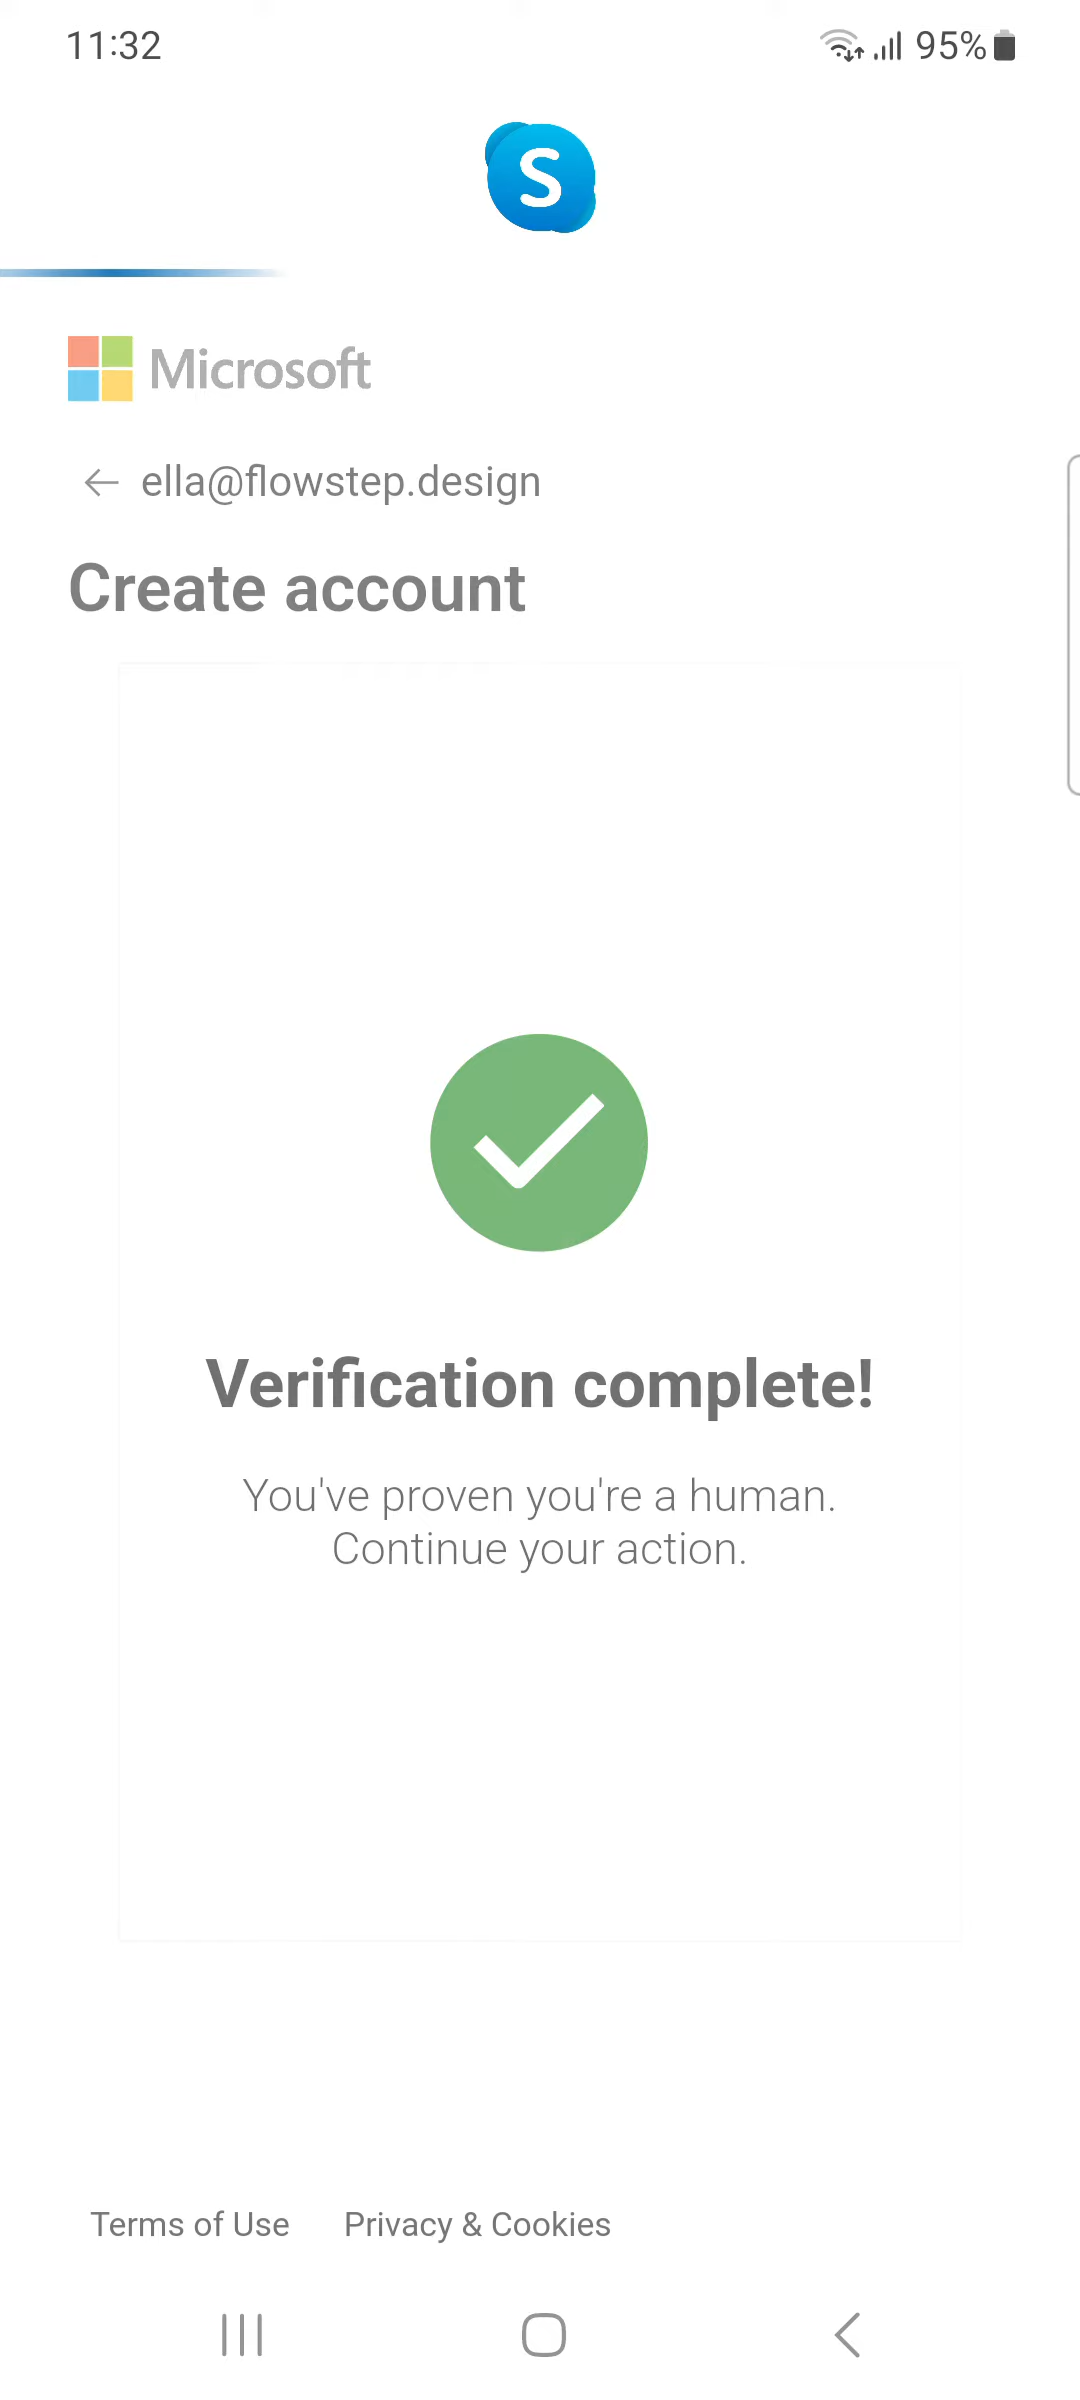 11:32
95%
S
Microsoft
ella@flowstep.design
Create account
Verification complete!
You've proven you're a human.
Continue your action.
Terms of Use Privacy & Cookies